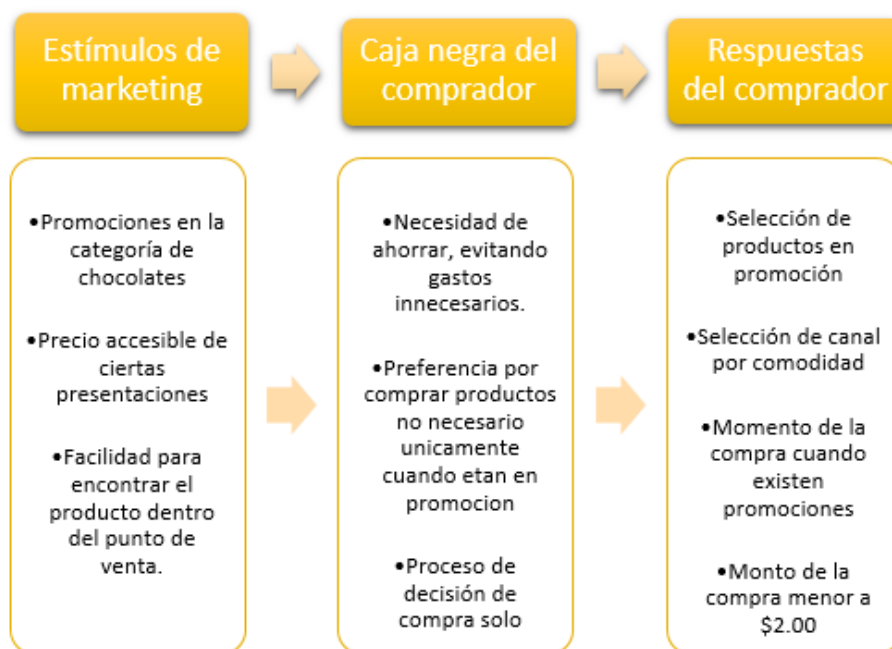 Estímulos de
marketing
Caja negra del
comprador
Respuestas
del comprador
•Promociones en la
categoría de
chocolates
•Precio accesible de
ciertas
presentaciones
•Facilidad para
encontrar el
producto dentro
del punto de
venta.
•Necesidad de
ahorrar, evitando
gastos
innecesarios.
•Preferencia por
comprar productos
no necesario
unicamente
cuando etan en
promocion
•Proceso de
decisión de
compra solo
•Selección de
productos en
promoción
•Selección de canal
por comodidad
•Momento de la
compra cuando
existen
promociones
•Monto de la
compra menor a
$2.00